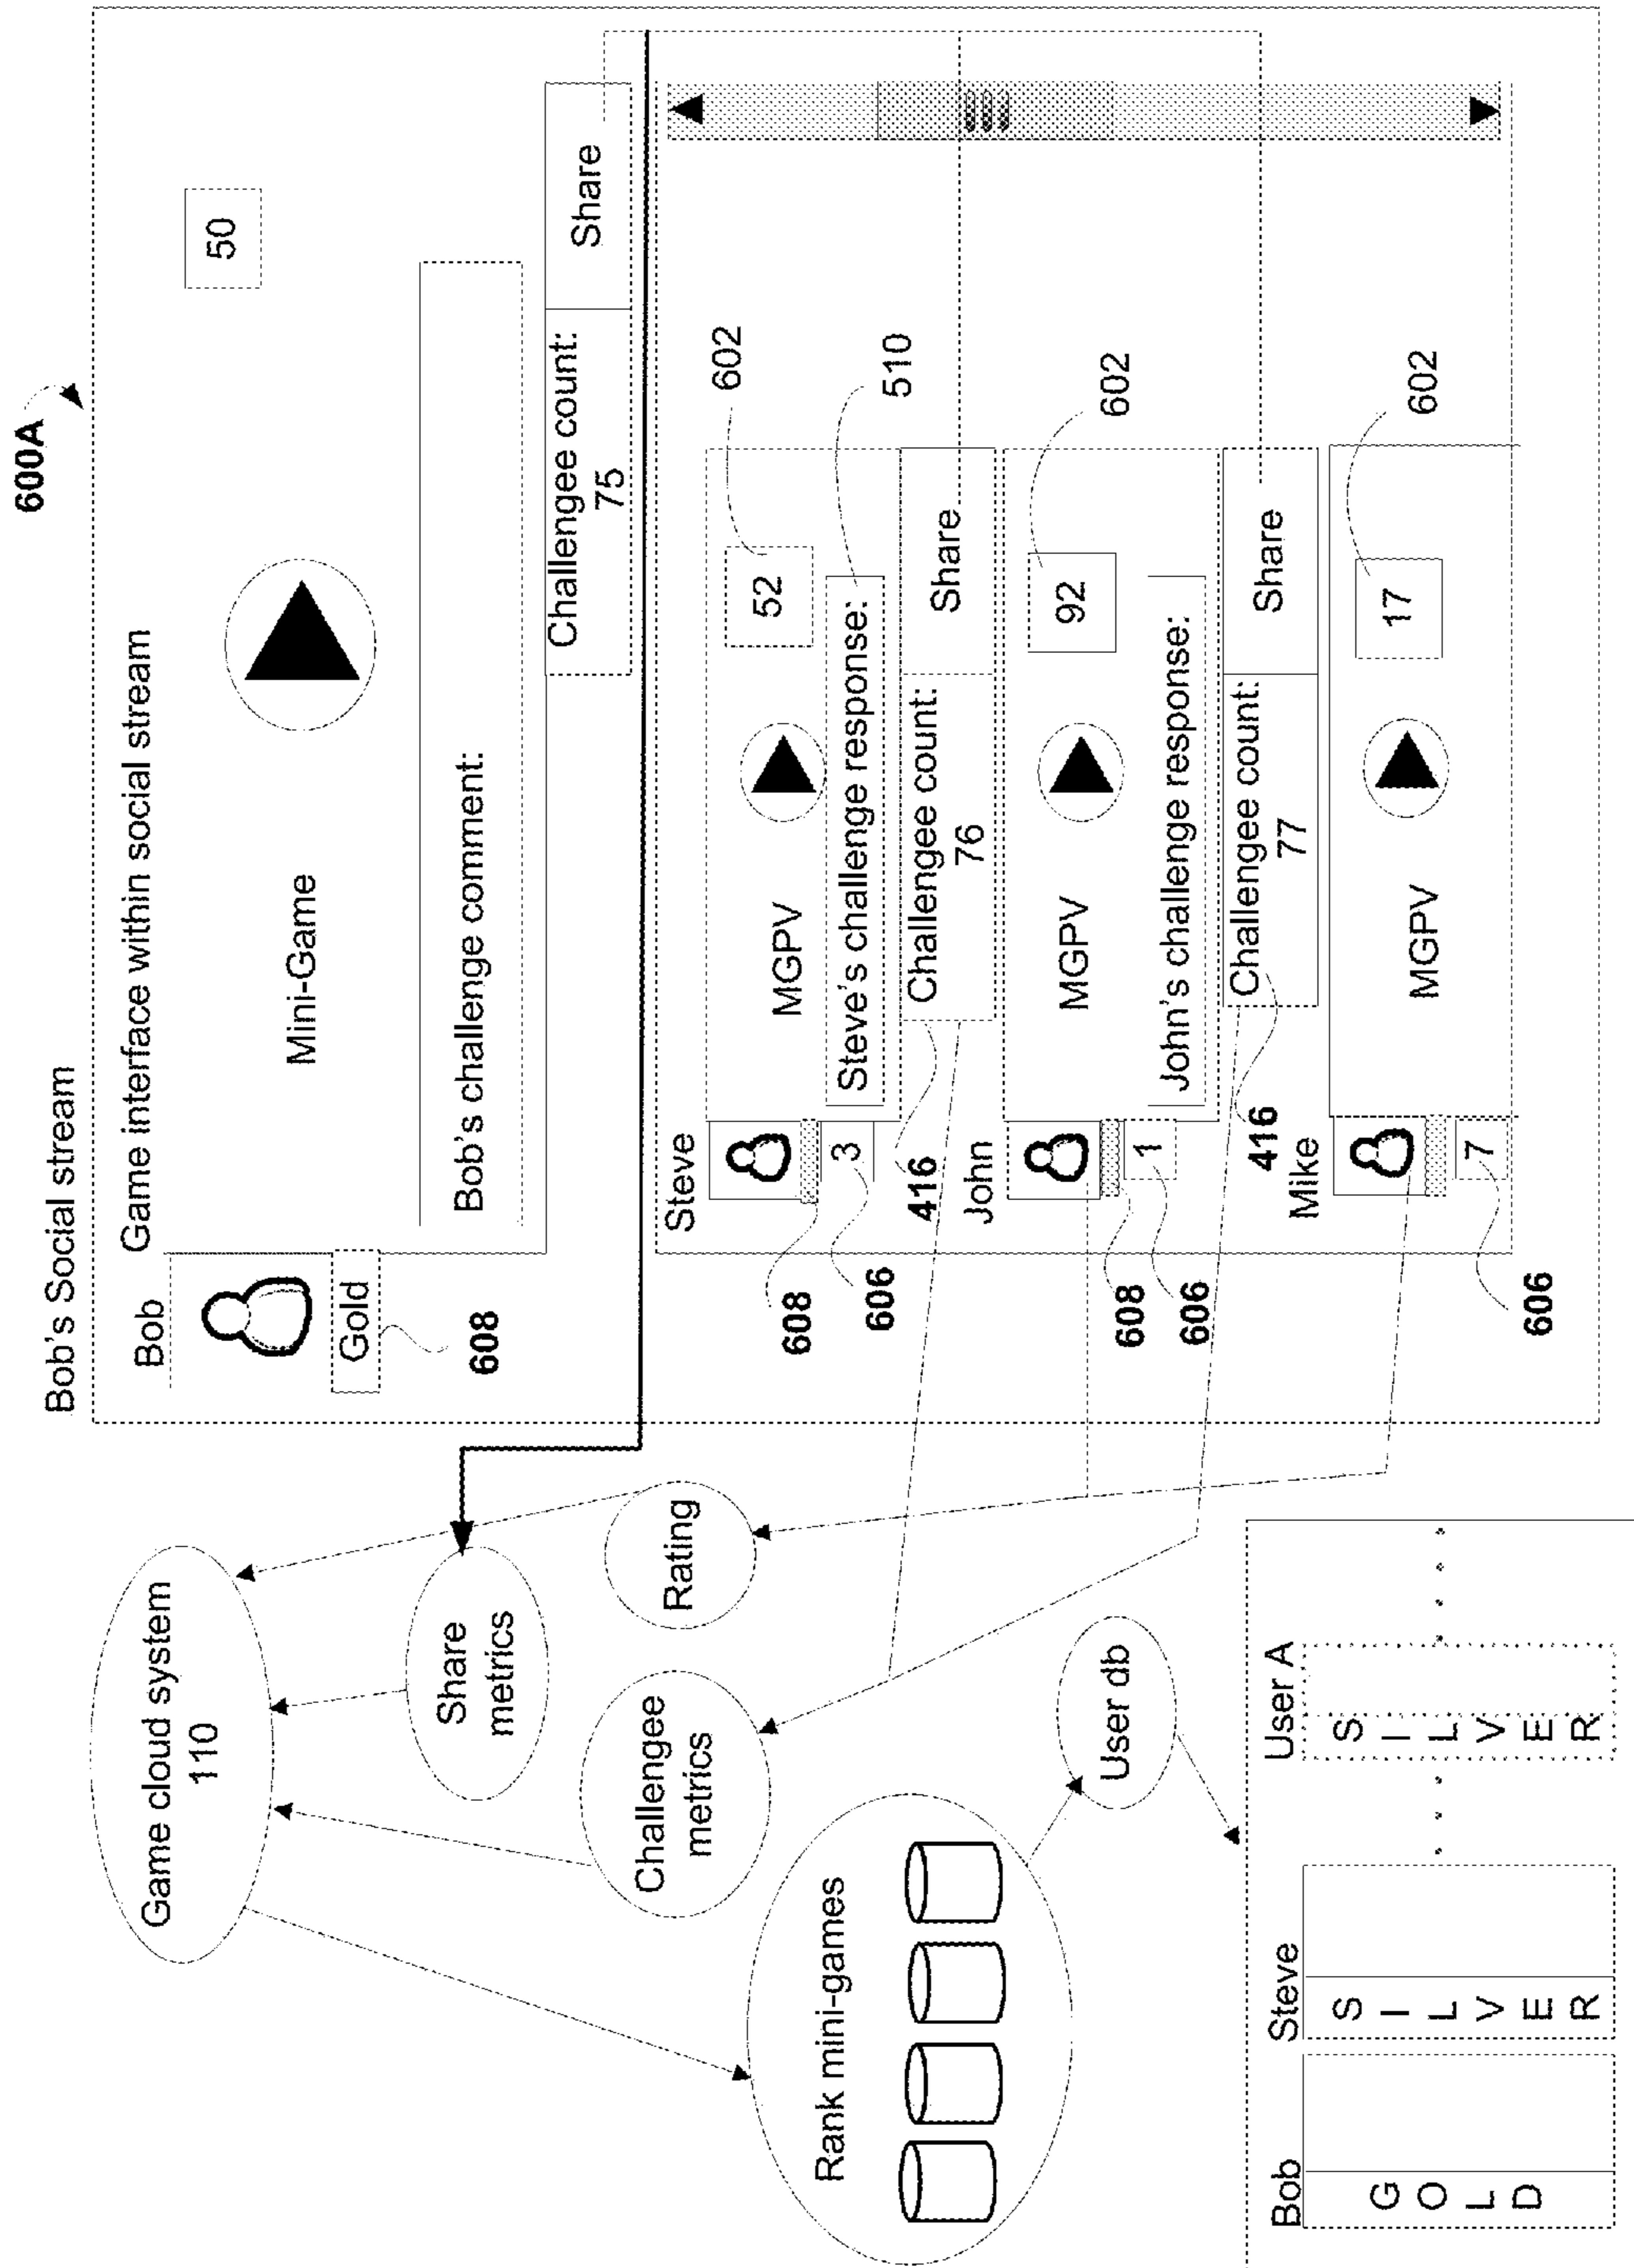 600A
Bob's Social stream
Game interface within social stream
Bob
Gold
608
Mini-Game
50
Bob's challenge comment:
Challengee count:
75
Share
Steve
3
608
606
MGPV
52
602
Steve's challenge response:
510
416
Challengee count:
76
Share
John
1
608
606
MGPV
92
602
John's challenge response:
416
Challengee count:
77
Share
Mike
7
606
MGPV
17
602
Game cloud system
110
Share
metrics
Rating
Challengee
metrics
Rank mini-games
User db
Bob
GOLD
Steve
SILVER
User A
SILVER